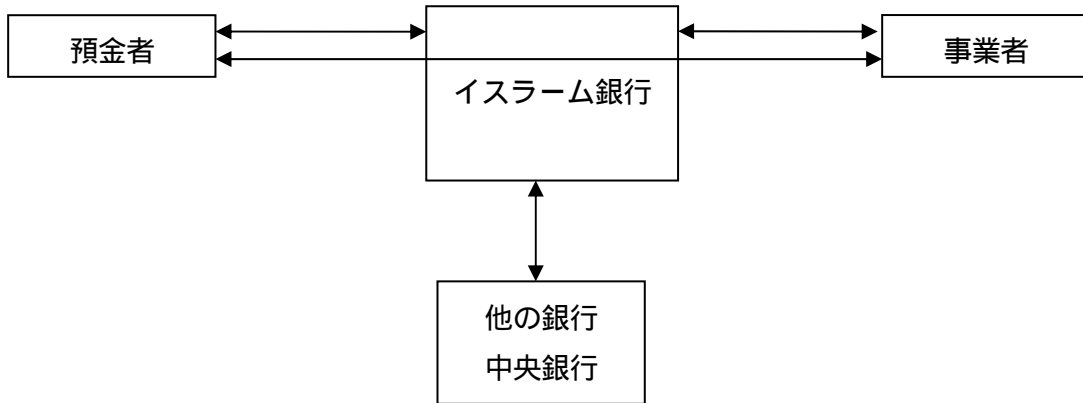 預金者
事業者
イスラーム銀行
他の銀行
中央銀行